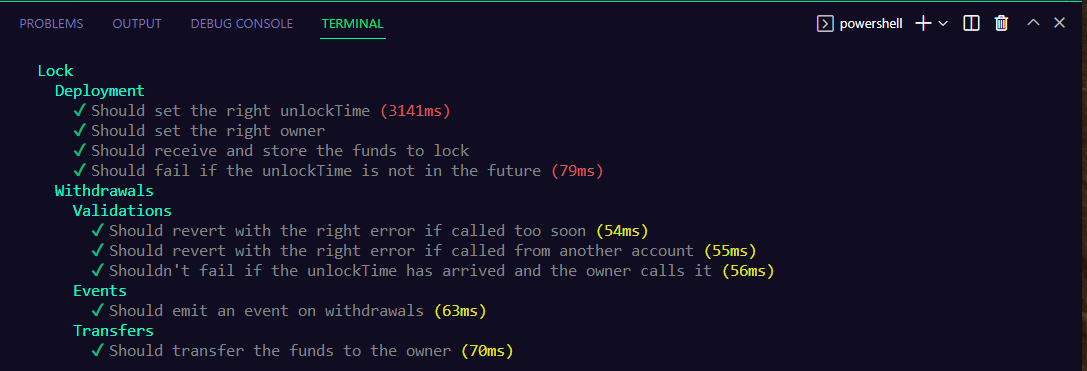 PROBLEMS OUTPUT DEBUG CONSOLE TERMINAL powershell
Lock
Deployment
✓ Should set the right unlockTime (3141ms)
✓ Should set the right owner
✓ Should receive and store the funds to lock
✓ Should fail if the unlockTime is not in the future (79ms)
Withdrawals
Validations
✓ Should revert with the right error if called too soon (54ms)
✓ Should revert with the right error if called from another account (55ms)
✓ Shouldn't fail if the unlockTime has arrived and the owner calls it (56ms)
Events
✓ Should emit an event on withdrawals (63ms)
Transfers
✓ Should transfer the funds to the owner (70ms)